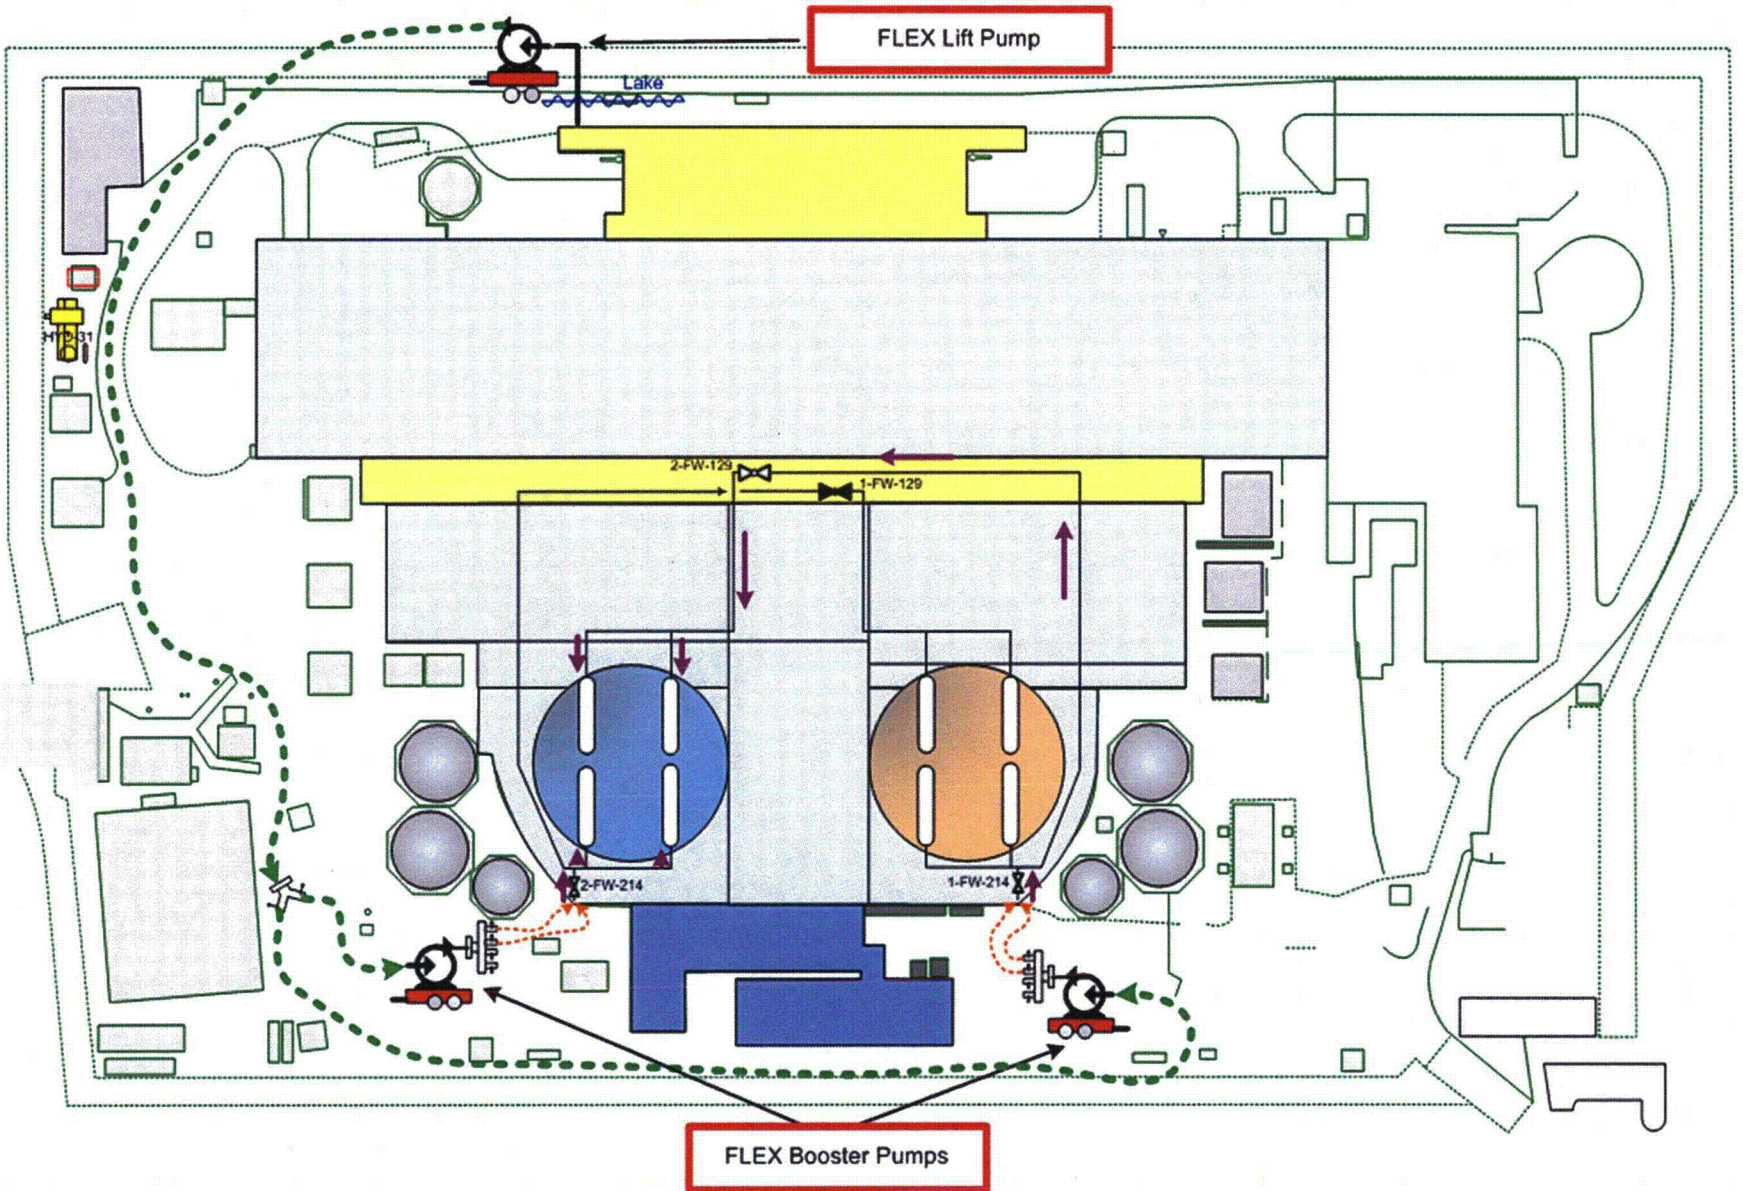 FLEX Lift Pump
Lake
2-FW-129
1-FW-129
2-FW-214
1-FW-214
FLEX Booster Pumps